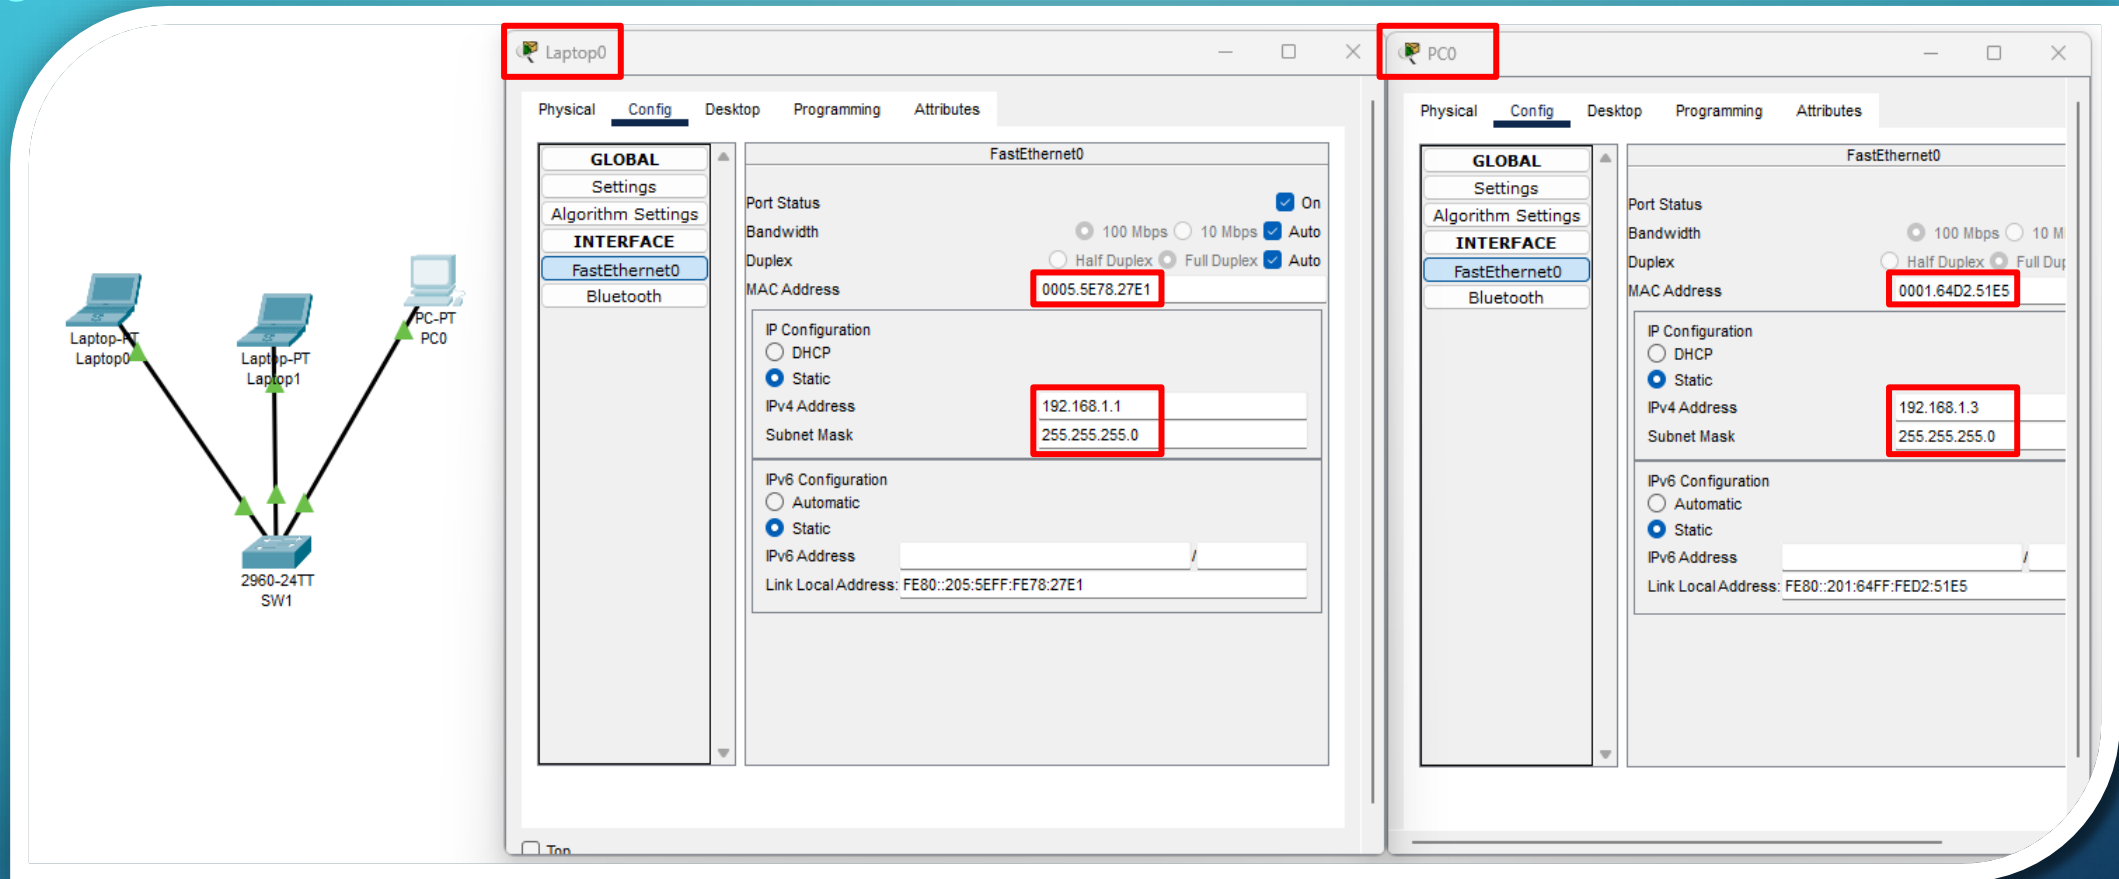 Laptop-PT
Laptop0
Laptop-PT
Laptop1
PC-PT
PC0
2960-24TT
SW1
Laptop0
Physical Config Desktop Programming Attributes
GLOBAL
Settings
Algorithm Settings
INTERFACE
FastEthernet0
Bluetooth
FastEthernet0
Port Status On
Bandwidth 100 Mbps 10 Mbps Auto
Duplex Half Duplex Full Duplex Auto
MAC Address 0005.5E78.27E1
IP Configuration
DHCP
Static
IPv4 Address 192.168.1.1
Subnet Mask 255.255.255.0
IPv6 Configuration
Automatic
Static
IPv6 Address /
Link Local Address: FE80::205:5EFF:FE78:27E1
Top
PC0
Physical Config Desktop Programming Attributes
GLOBAL
Settings
Algorithm Settings
INTERFACE
FastEthernet0
Bluetooth
FastEthernet0
Port Status
Bandwidth 100 Mbps 10 M
Duplex Half Duplex Full Dup
MAC Address 0001.64D2.51E5
IP Configuration
DHCP
Static
IPv4 Address 192.168.1.3
Subnet Mask 255.255.255.0
IPv6 Configuration
Automatic
Static
IPv6 Address /
Link Local Address: FE80::201:64FF:FED2:51E5